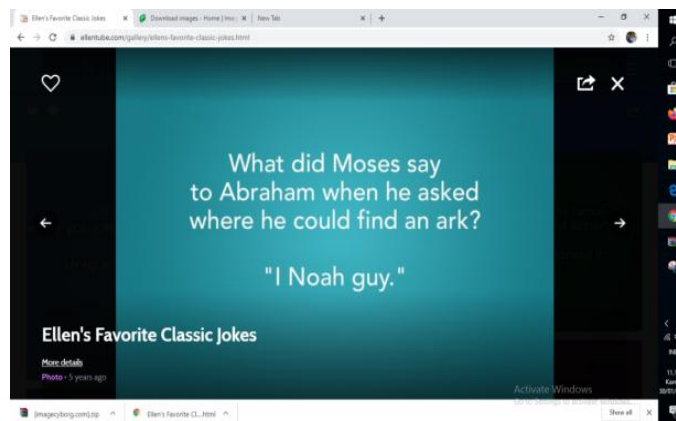 Ellen's Favorite Classic Jokes
Download images - Home | Imc
New Tab
ellentube.com/gallery/ellens-favorite-classic-jokes.html
What did Moses say
to Abraham when he asked
where he could find an ark?
"I Noah guy."
Ellen's Favorite Classic Jokes
More details
Photo • 5 years ago
Activate Windows
[imagecyborg.com].zip
Ellen's Favorite Cl....html
Show all